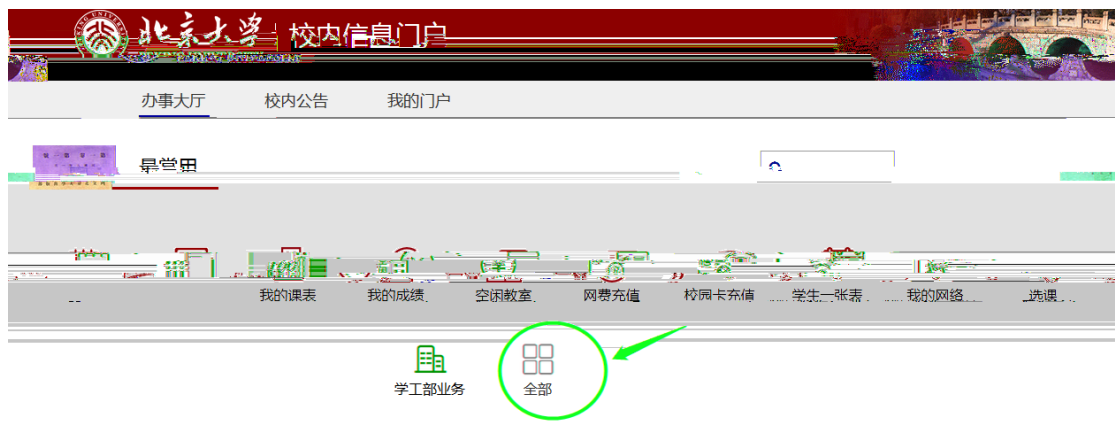 北京大学 校内信息门户
办事大厅 校内公告 我的门户
最常用
我的课表 我的成绩 空闲教室 网费充值 校园卡充值 学生一张表 我的网络 选课
学工部业务 全部